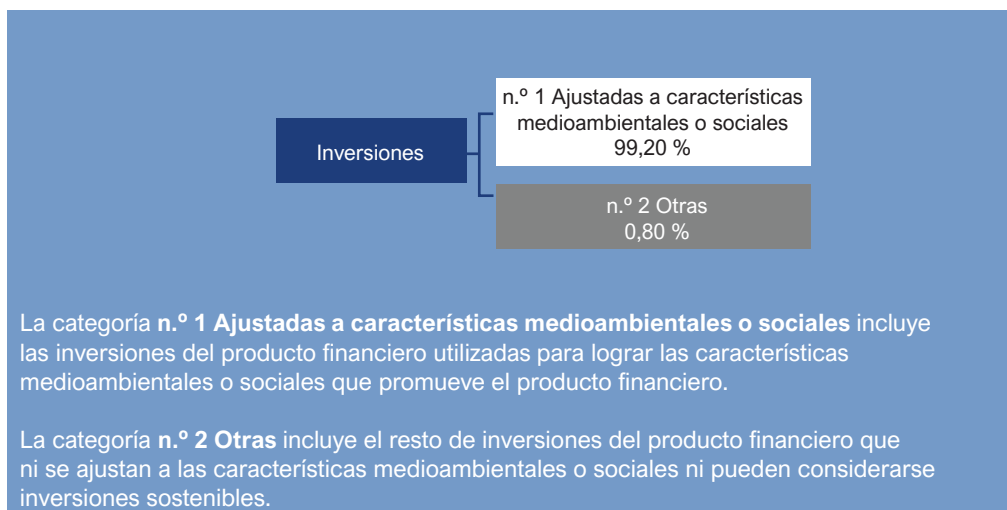 Inversiones
n.º 1 Ajustadas a características
medioambientales o sociales
99,20 %
n.º 2 Otras
0,80 %
La categoría n.º 1 Ajustadas a características medioambientales o sociales incluye
las inversiones del producto financiero utilizadas para lograr las características
medioambientales o sociales que promueve el producto financiero.
La categoría n.º 2 Otras incluye el resto de inversiones del producto financiero que
ni se ajustan a las características medioambientales o sociales ni pueden considerarse
inversiones sostenibles.